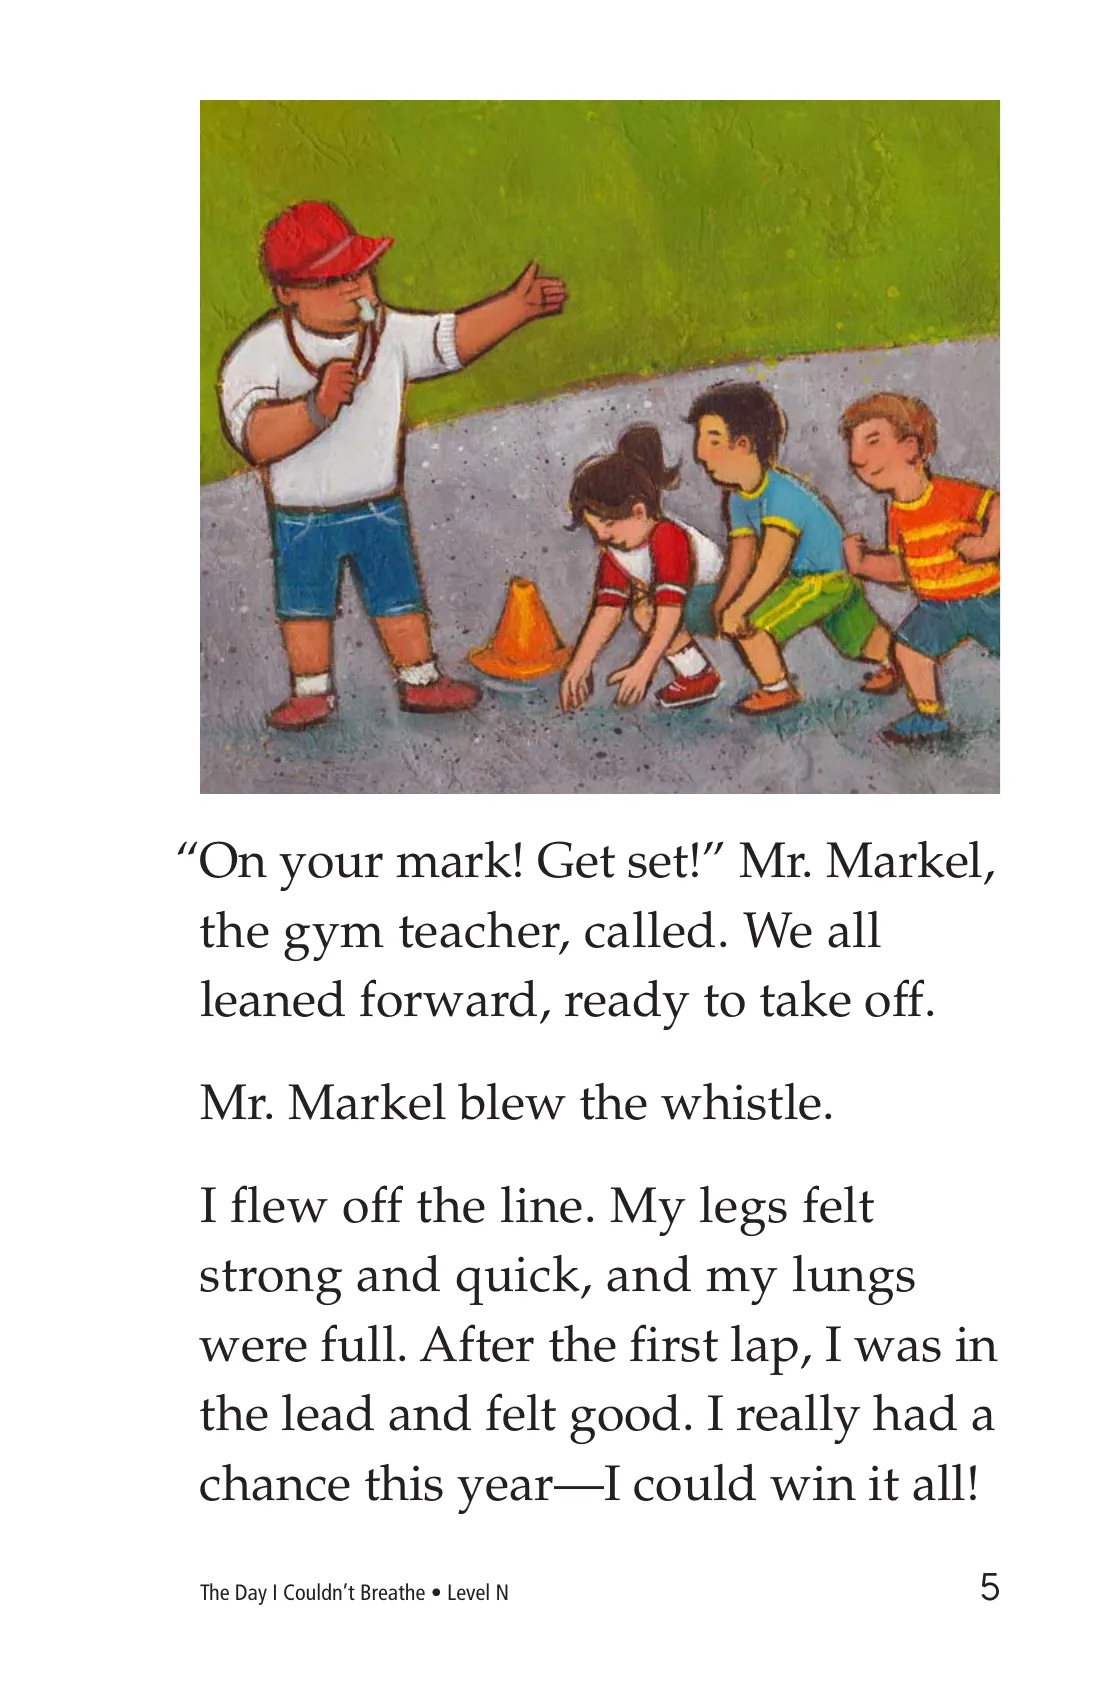 “On your mark! Get set!” Mr. Markel,
the gym teacher, called. We all
leaned forward, ready to take off.
Mr. Markel blew the whistle.
I flew off the line. My legs felt
strong and quick, and my lungs
were full. After the first lap, I was in
the lead and felt good. I really had a
chance this year—I could win it all!
The Day I Couldn’t Breathe • Level N 5